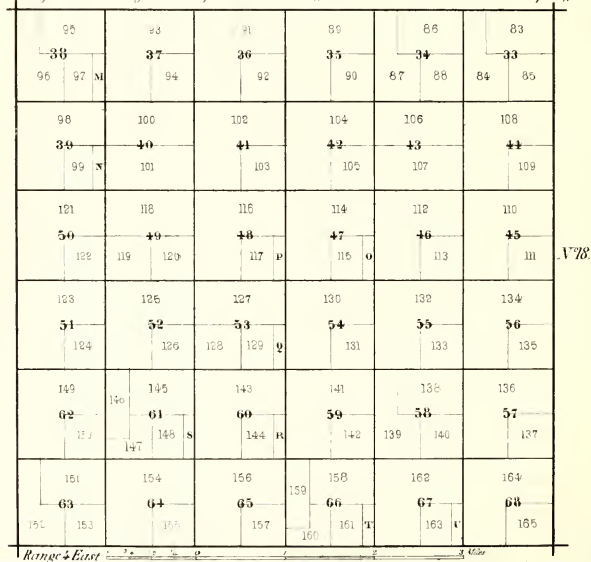 95 93 91 89 86 83
38 37 36 35 34 33
96 97 M 94 92 90 87 88 84 85
98 100 102 104 106 108
39 40 41 42 43 44
99 N 101 103 105 107 109
121 118 116 114 112 110
50 49 48 47 46 45
122 119 120 117 P 115 O 113 111
Nº 18.
123 125 127 130 132 134
51 52 53 54 55 56
124 126 128 129 Q 131 133 135
149 146 145 143 141 138 136
62 61 60 59 58 57
147 148 S 144 R 142 139 140 137
151 154 156 159 158 162 164
63 64 65 66 67 68
152 153 155 157 160 161 T 163 U 165
Range 4 East
1 2 3 Miles